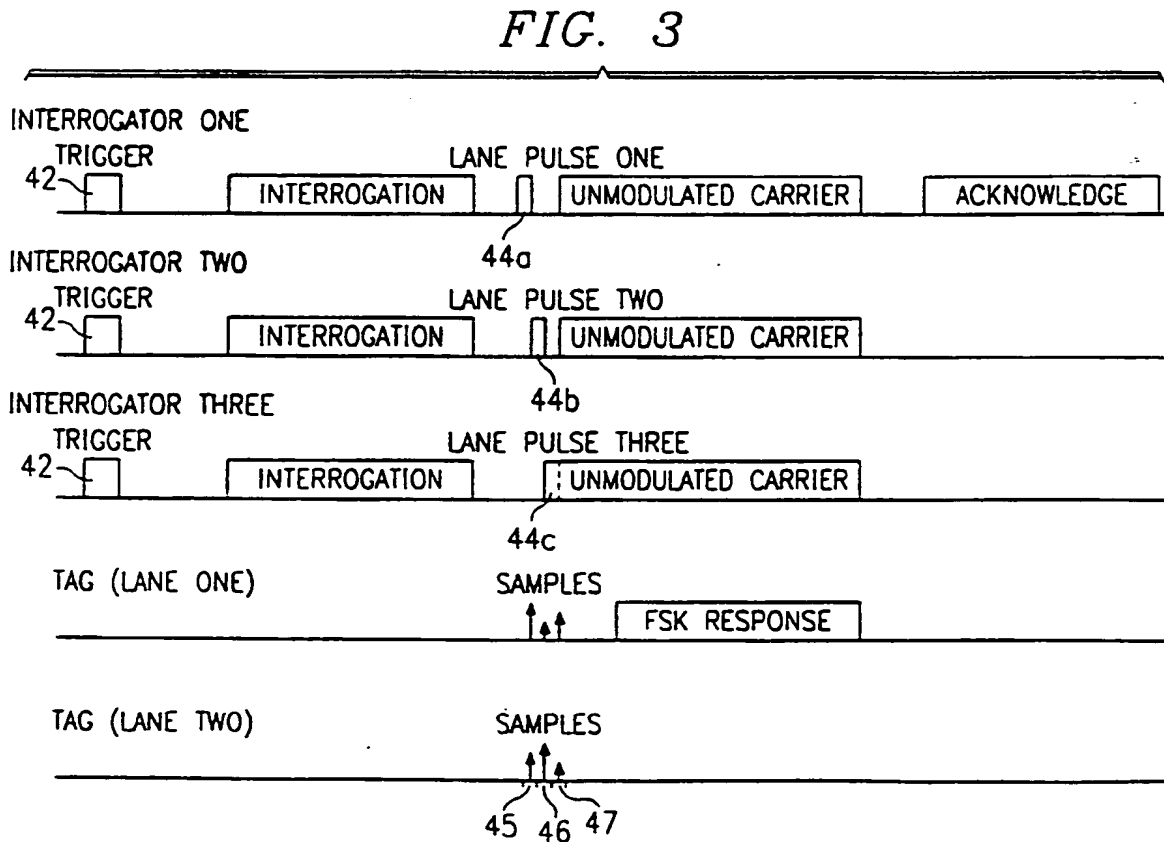 FIG. 3
INTERROGATOR ONE
TRIGGER LANE PULSE ONE
42 INTERROGATION UNMODULATED CARRIER ACKNOWLEDGE
44a
INTERROGATOR TWO
TRIGGER LANE PULSE TWO
42 INTERROGATION UNMODULATED CARRIER
44b
INTERROGATOR THREE
TRIGGER LANE PULSE THREE
42 INTERROGATION UNMODULATED CARRIER
44c
TAG (LANE ONE) SAMPLES
FSK RESPONSE
TAG (LANE TWO) SAMPLES
45 46 47